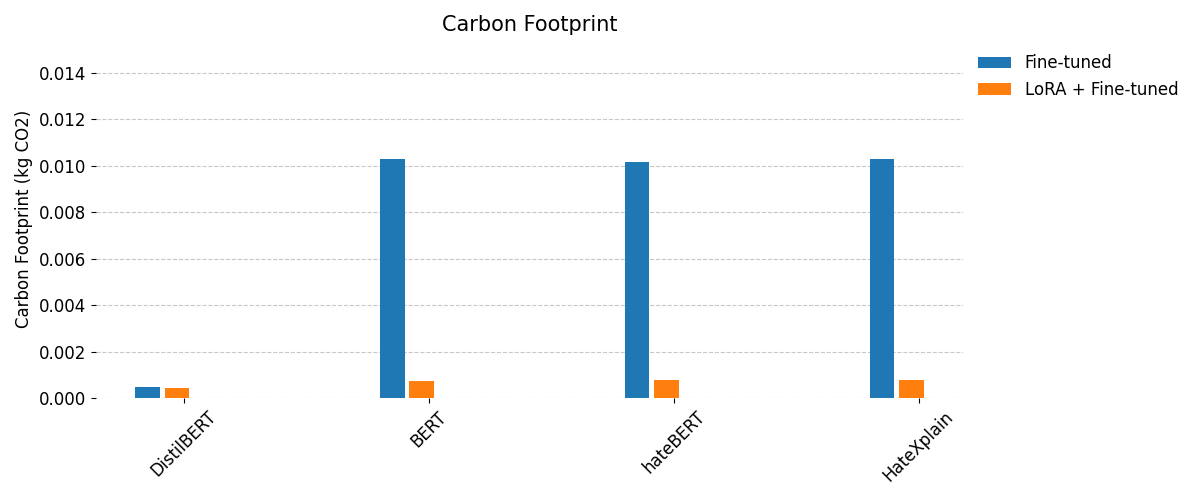 Carbon Footprint
Fine-tuned
LoRA + Fine-tuned
Carbon Footprint (kg CO2)
0.014
0.012
0.010
0.008
0.006
0.004
0.002
0.000
DistilBERT
BERT
hateBERT
HateXplain